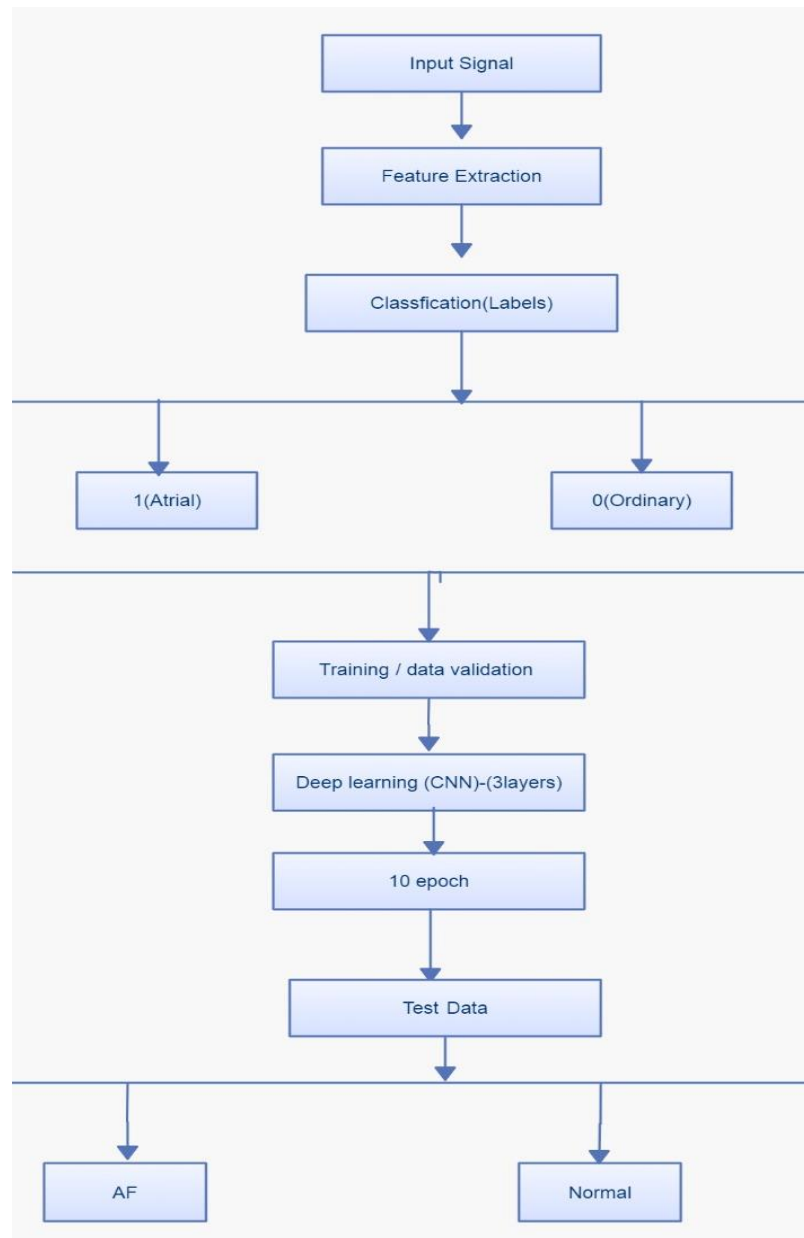 Input Signal
Feature Extraction
Classfication(Labels)
1(Atrial)
0(Ordinary)
Training / data validation
Deep learning (CNN)-(3layers)
10 epoch
Test Data
AF
Normal